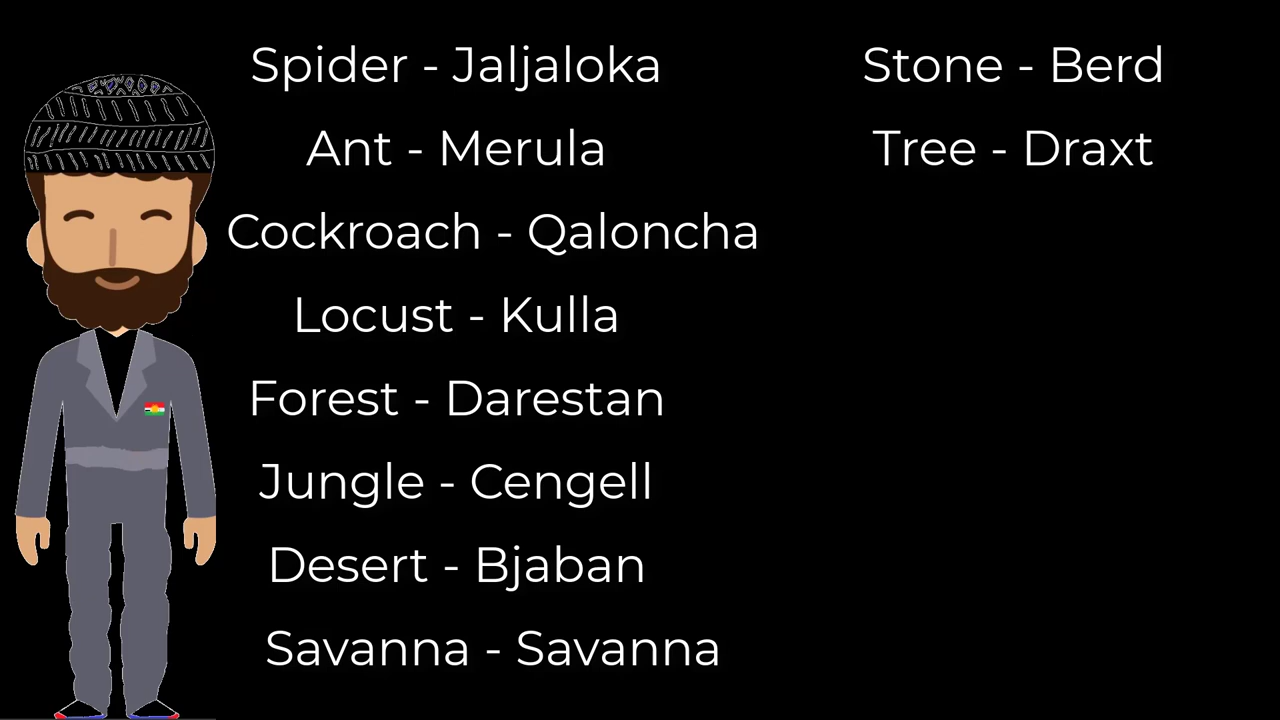 Spider - Jaljaloka
Ant - Merula
Cockroach - Qaloncha
Locust - Kulla
Forest - Darestan
Jungle - Cengell
Desert - Bjaban
Savanna - Savanna
Stone - Berd
Tree - Draxt